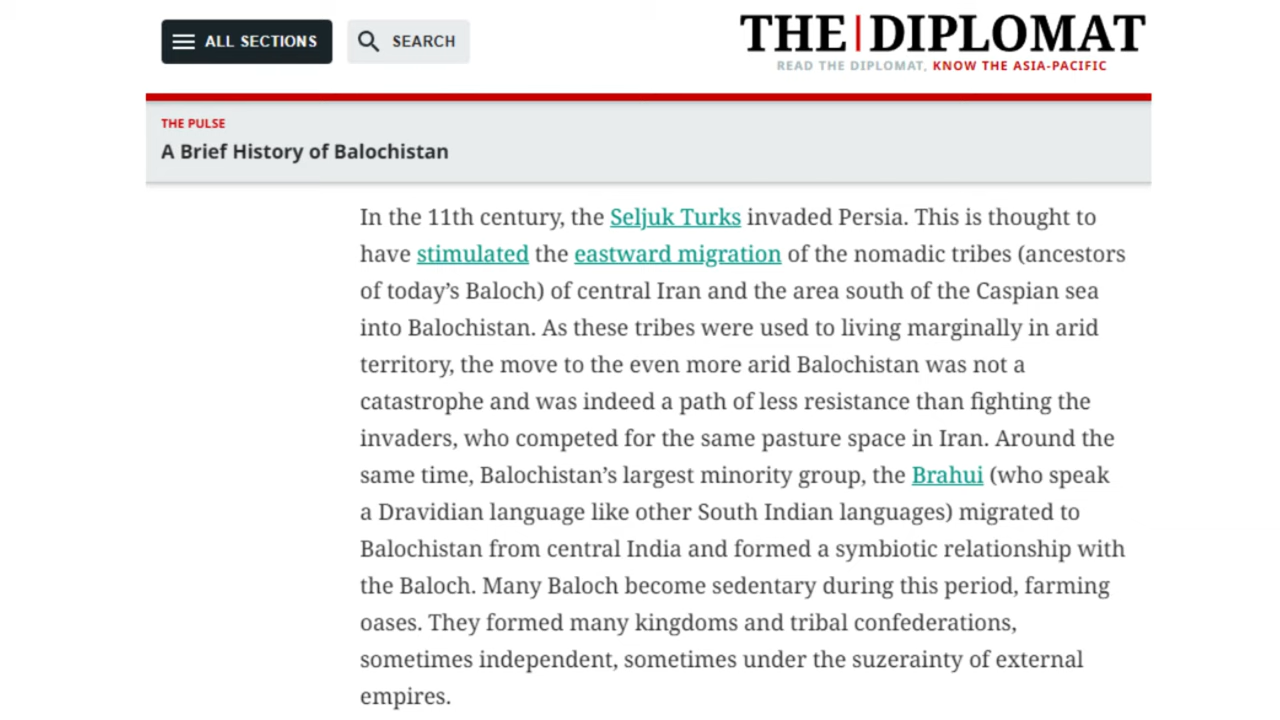 ALL SECTIONS
SEARCH
THE|DIPLOMAT
READ THE DIPLOMAT, KNOW THE ASIA-PACIFIC
THE PULSE
A Brief History of Balochistan
In the 11th century, the Seljuk Turks invaded Persia. This is thought to
have stimulated the eastward migration of the nomadic tribes (ancestors
of today's Baloch) of central Iran and the area south of the Caspian sea
into Balochistan. As these tribes were used to living marginally in arid
territory, the move to the even more arid Balochistan was not a
catastrophe and was indeed a path of less resistance than fighting the
invaders, who competed for the same pasture space in Iran. Around the
same time, Balochistan's largest minority group, the Brahui (who speak
a Dravidian language like other South Indian languages) migrated to
Balochistan from central India and formed a symbiotic relationship with
the Baloch. Many Baloch become sedentary during this period, farming
oases. They formed many kingdoms and tribal confederations,
sometimes independent, sometimes under the suzerainty of external
empires.